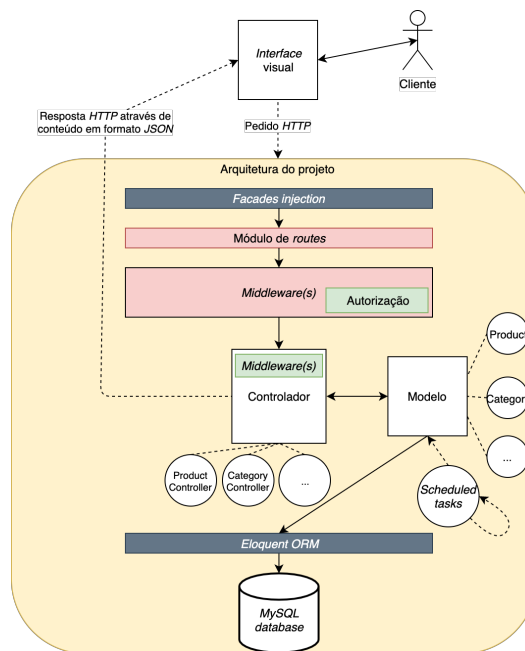 Interface
visual
Cliente
Resposta HTTP através de
conteúdo em formato JSON
Pedido HTTP
Arquitetura do projeto
Facades injection
Módulo de routes
Middleware(s)
Autorização
Middleware(s)
Controlador
Modelo
Product
Category
...
Product
Controller
Category
Controller
...
Scheduled
tasks
Eloquent ORM
MySQL
database